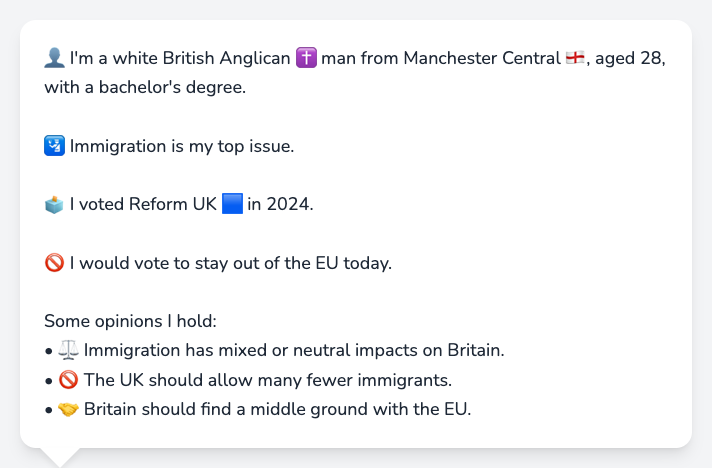 👤 I'm a white British Anglican ✝️ man from Manchester Central 🏴󠁧󠁢󠁥󠁮󠁧󠁿, aged 28,
with a bachelor's degree.
🛂 Immigration is my top issue.
🗳️ I voted Reform UK 🟦 in 2024.
🚫 I would vote to stay out of the EU today.
Some opinions I hold:
• ⚖️ Immigration has mixed or neutral impacts on Britain.
• 🚫 The UK should allow many fewer immigrants.
• 🤝 Britain should find a middle ground with the EU.